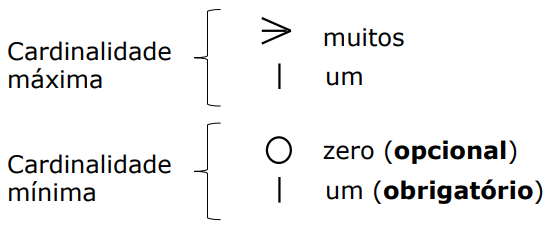 Cardinalidade
máxima
muitos
um
Cardinalidade
mínima
zero (opcional)
um (obrigatório)